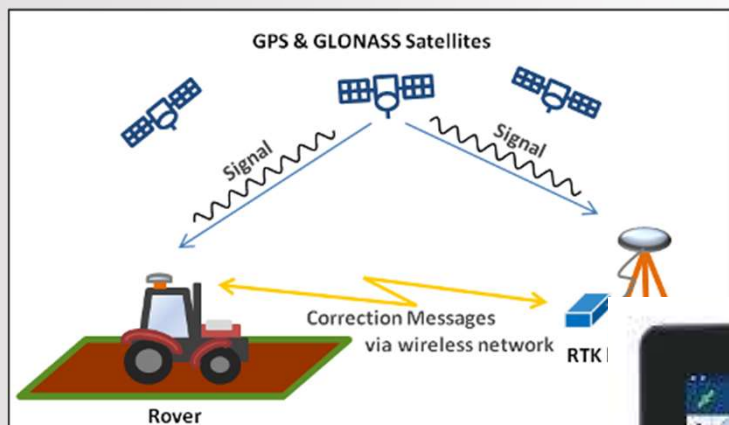 GPS & GLONASS Satellites
Signal
Signal
Correction Messages
via wireless network
RTK
Rover